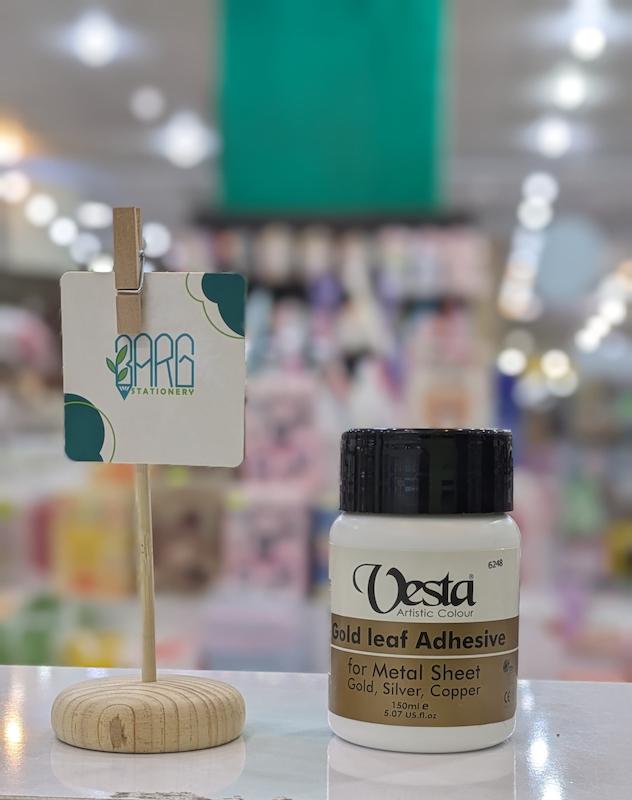 BARG
STATIONERY
Vesta®
6248
Artistic Colour
Gold leaf Adhesive
for Metal Sheet
Gold, Silver, Copper
150ml e
5.07 US.fl.oz
CE